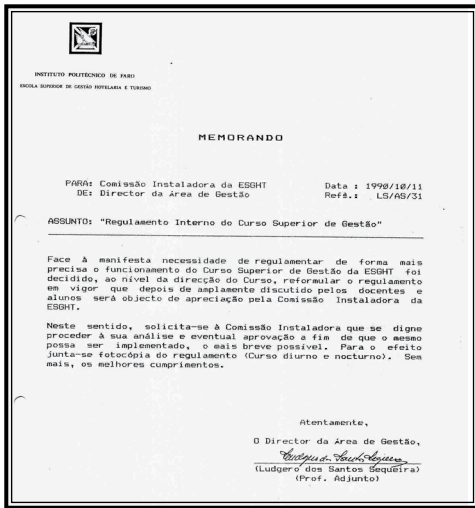 INSTITUTO POLITÉCNICO DE FARO
ESCOLA SUPERIOR DE GESTÃO HOTELARIA E TURISMO
MEMORANDO
PARA: Comissão Instaladora da ESGHT Data : 1990/10/11
DE: Director da Área de Gestão Refª.: LS/AS/31
ASSUNTO: "Regulamento Interno do Curso Superior de Gestão"
Face à manifesta necessidade de regulamentar de forma mais
precisa o funcionamento do Curso Superior de Gestão da ESGHT foi
decidido, ao nível da direcção do Curso, reformular o regulamento
em vigor que depois de amplamente discutido pelos docentes e
alunos será objecto de apreciação pela Comissão Instaladora da
ESGHT.
Neste sentido, solicita-se à Comissão Instaladora que se digne
proceder à sua análise e eventual aprovação a fim de que o mesmo
possa ser implementado, o mais breve possível. Para o efeito
junta-se fotocópia do regulamento (Curso diurno e nocturno). Sem
mais, os melhores cumprimentos.
Atentamente,
O Director da Área de Gestão,
Ludgero dos Santos Sequeira
(Ludgero dos Santos Sequeira)
(Prof. Adjunto)